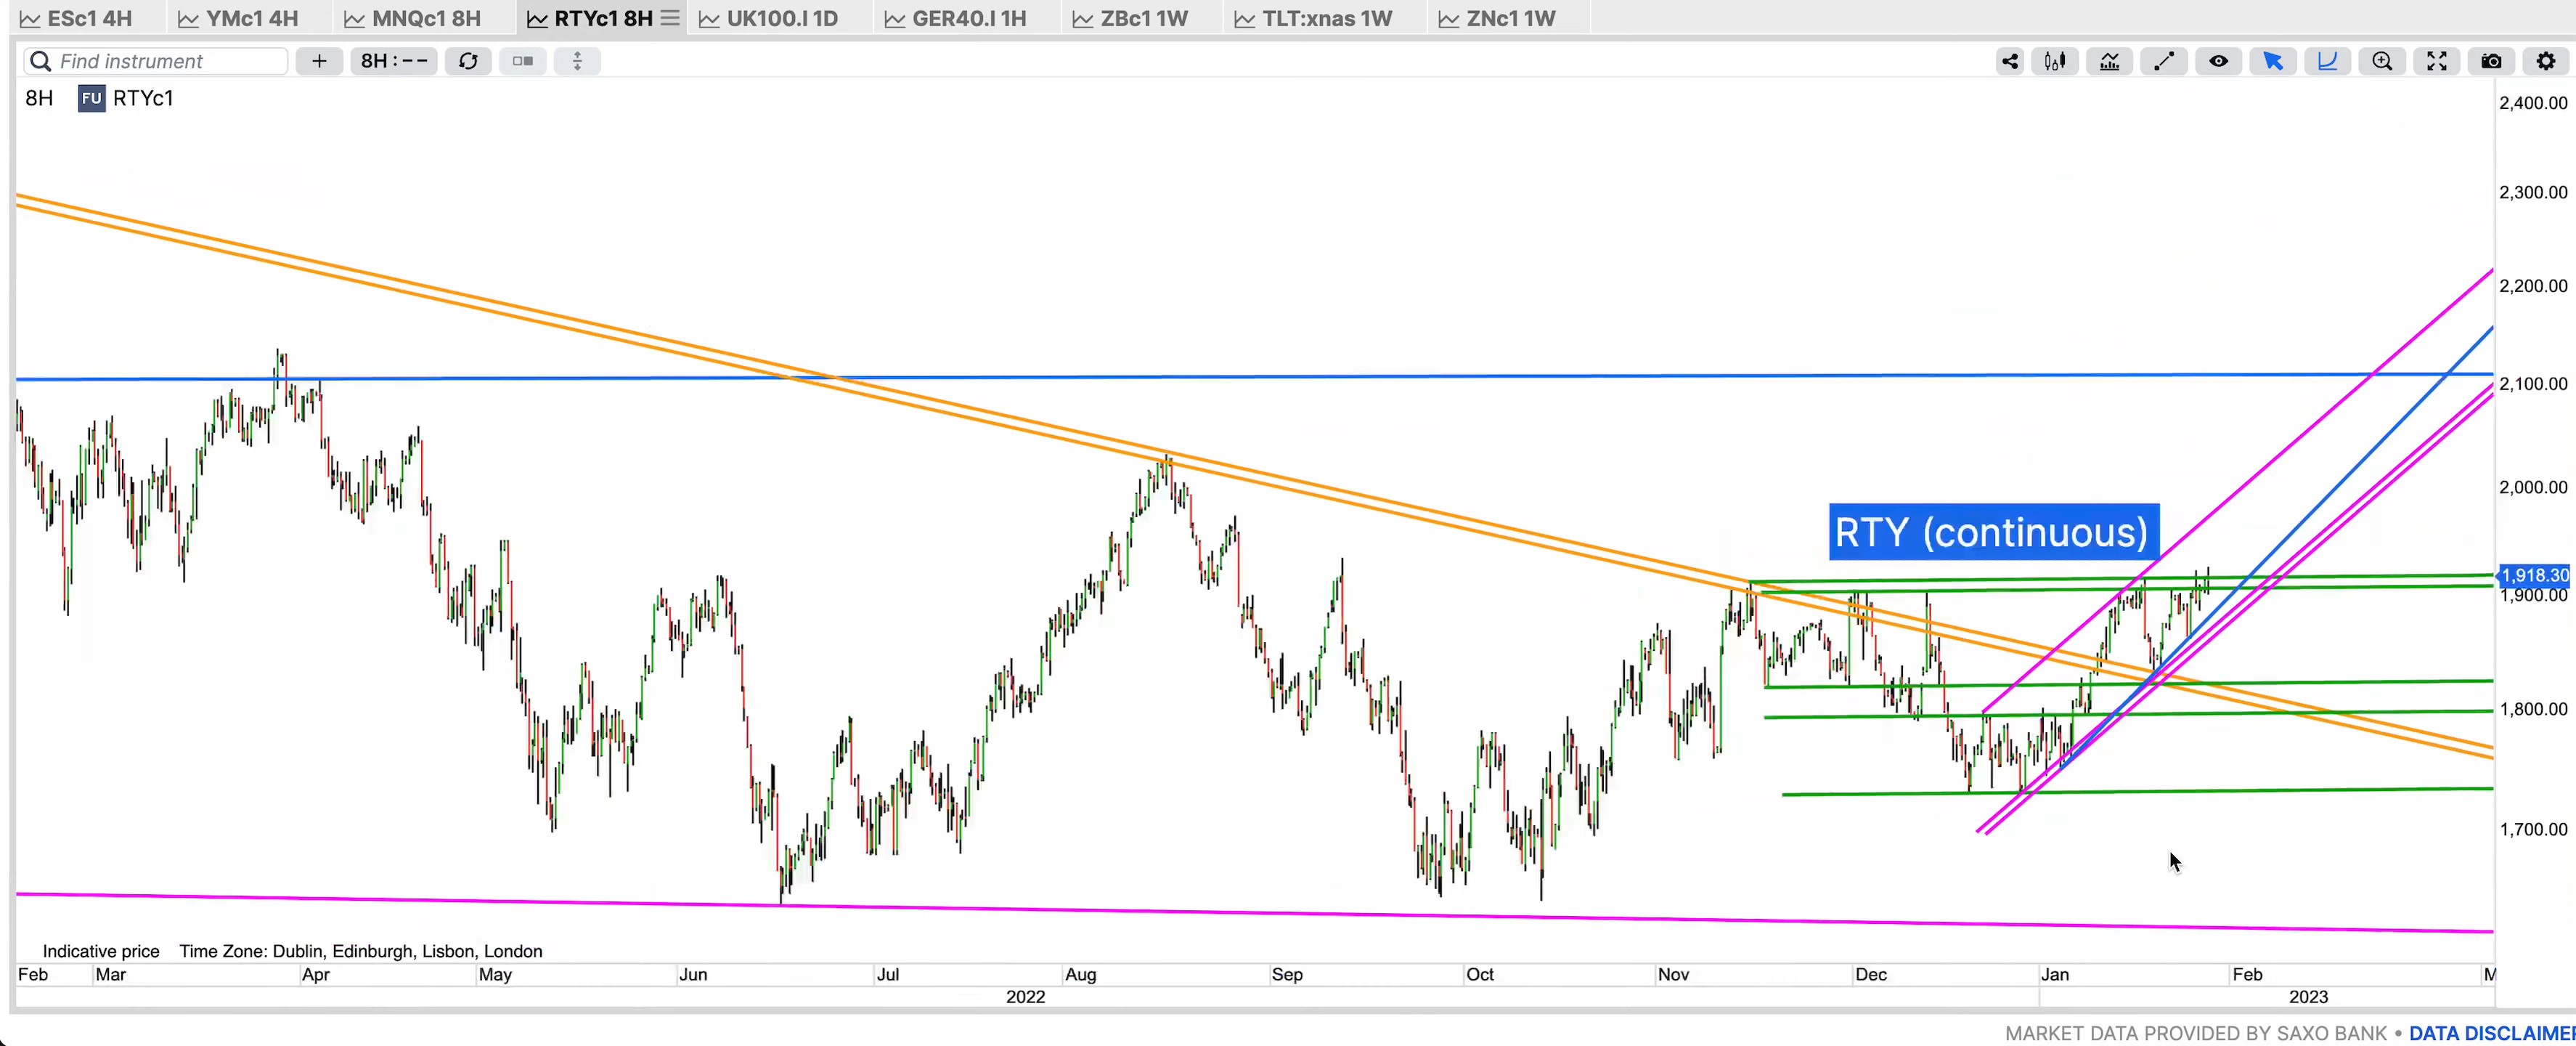 ESc1 4H YMc1 4H MNQc1 8H RTYc1 8H UK100.I 1D GER40.I 1H ZBc1 1W TLT:xnas 1W ZNc1 1W
Find instrument + 8H : – –
8H FU RTYc1
2,400.00
2,300.00
2,200.00
2,100.00
2,000.00
RTY (continuous)
1,918.30
1,900.00
1,800.00
1,700.00
Indicative price Time Zone: Dublin, Edinburgh, Lisbon, London
Feb Mar Apr May Jun Jul Aug Sep Oct Nov Dec Jan Feb M
2022 2023
MARKET DATA PROVIDED BY SAXO BANK • DATA DISCLAIMER